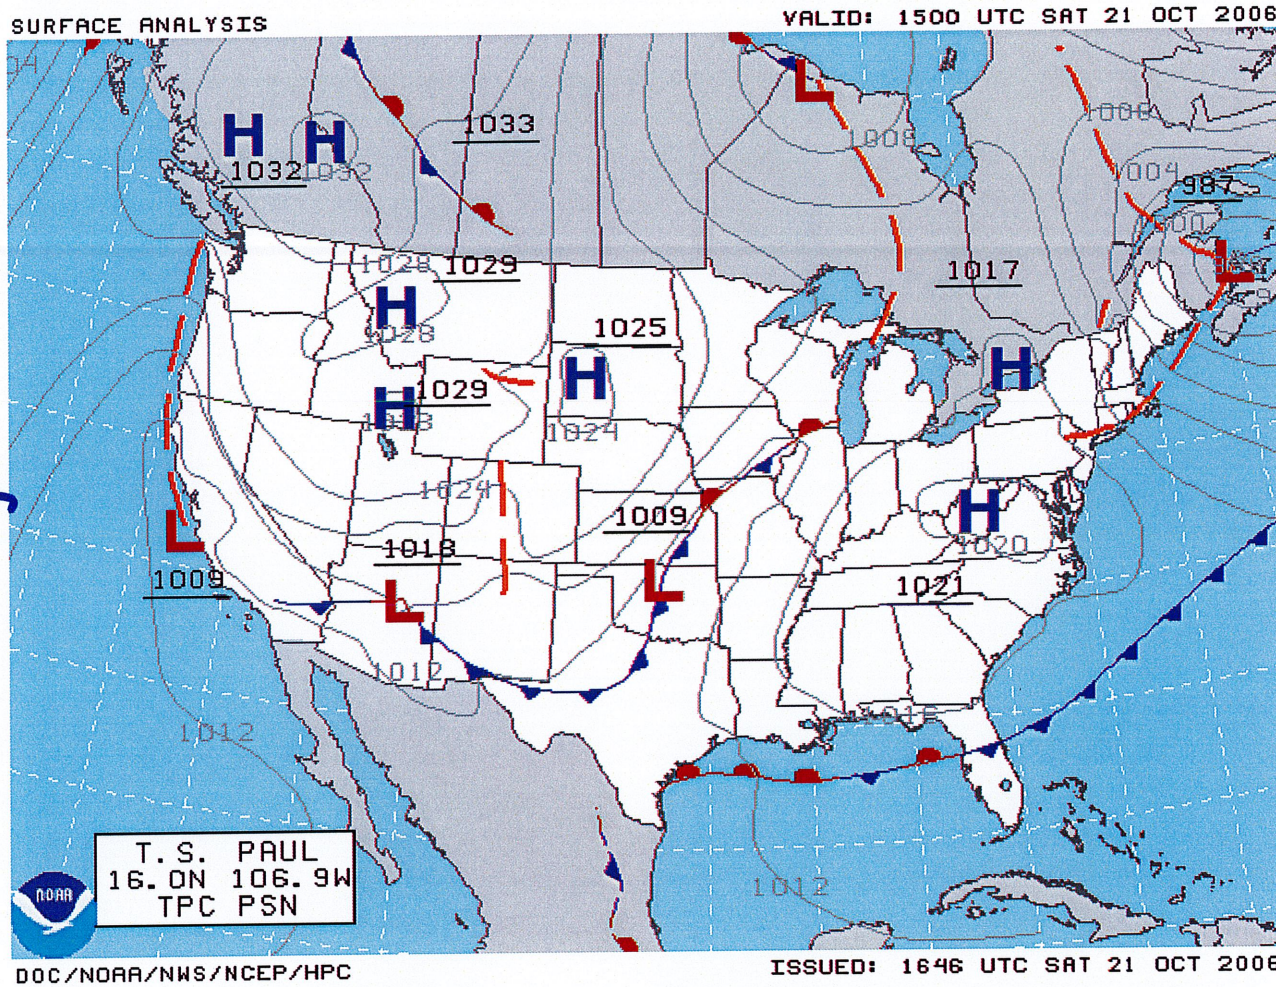 SURFACE ANALYSIS
VALID: 1500 UTC SAT 21 OCT 2006
L
1033
1008
1000
H
H
1032
1032
1004
987
1028
1029
1017
L
H
1028
1025
H
H
1029
H
1024
1024
1009
H
1020
L
1018
1009
L
L
1021
1012
1016
1012
1012
T.S. PAUL
16.0N 106.9W
TPC PSN
NOAA
DOC/NOAA/NWS/NCEP/HPC
ISSUED: 1646 UTC SAT 21 OCT 2006